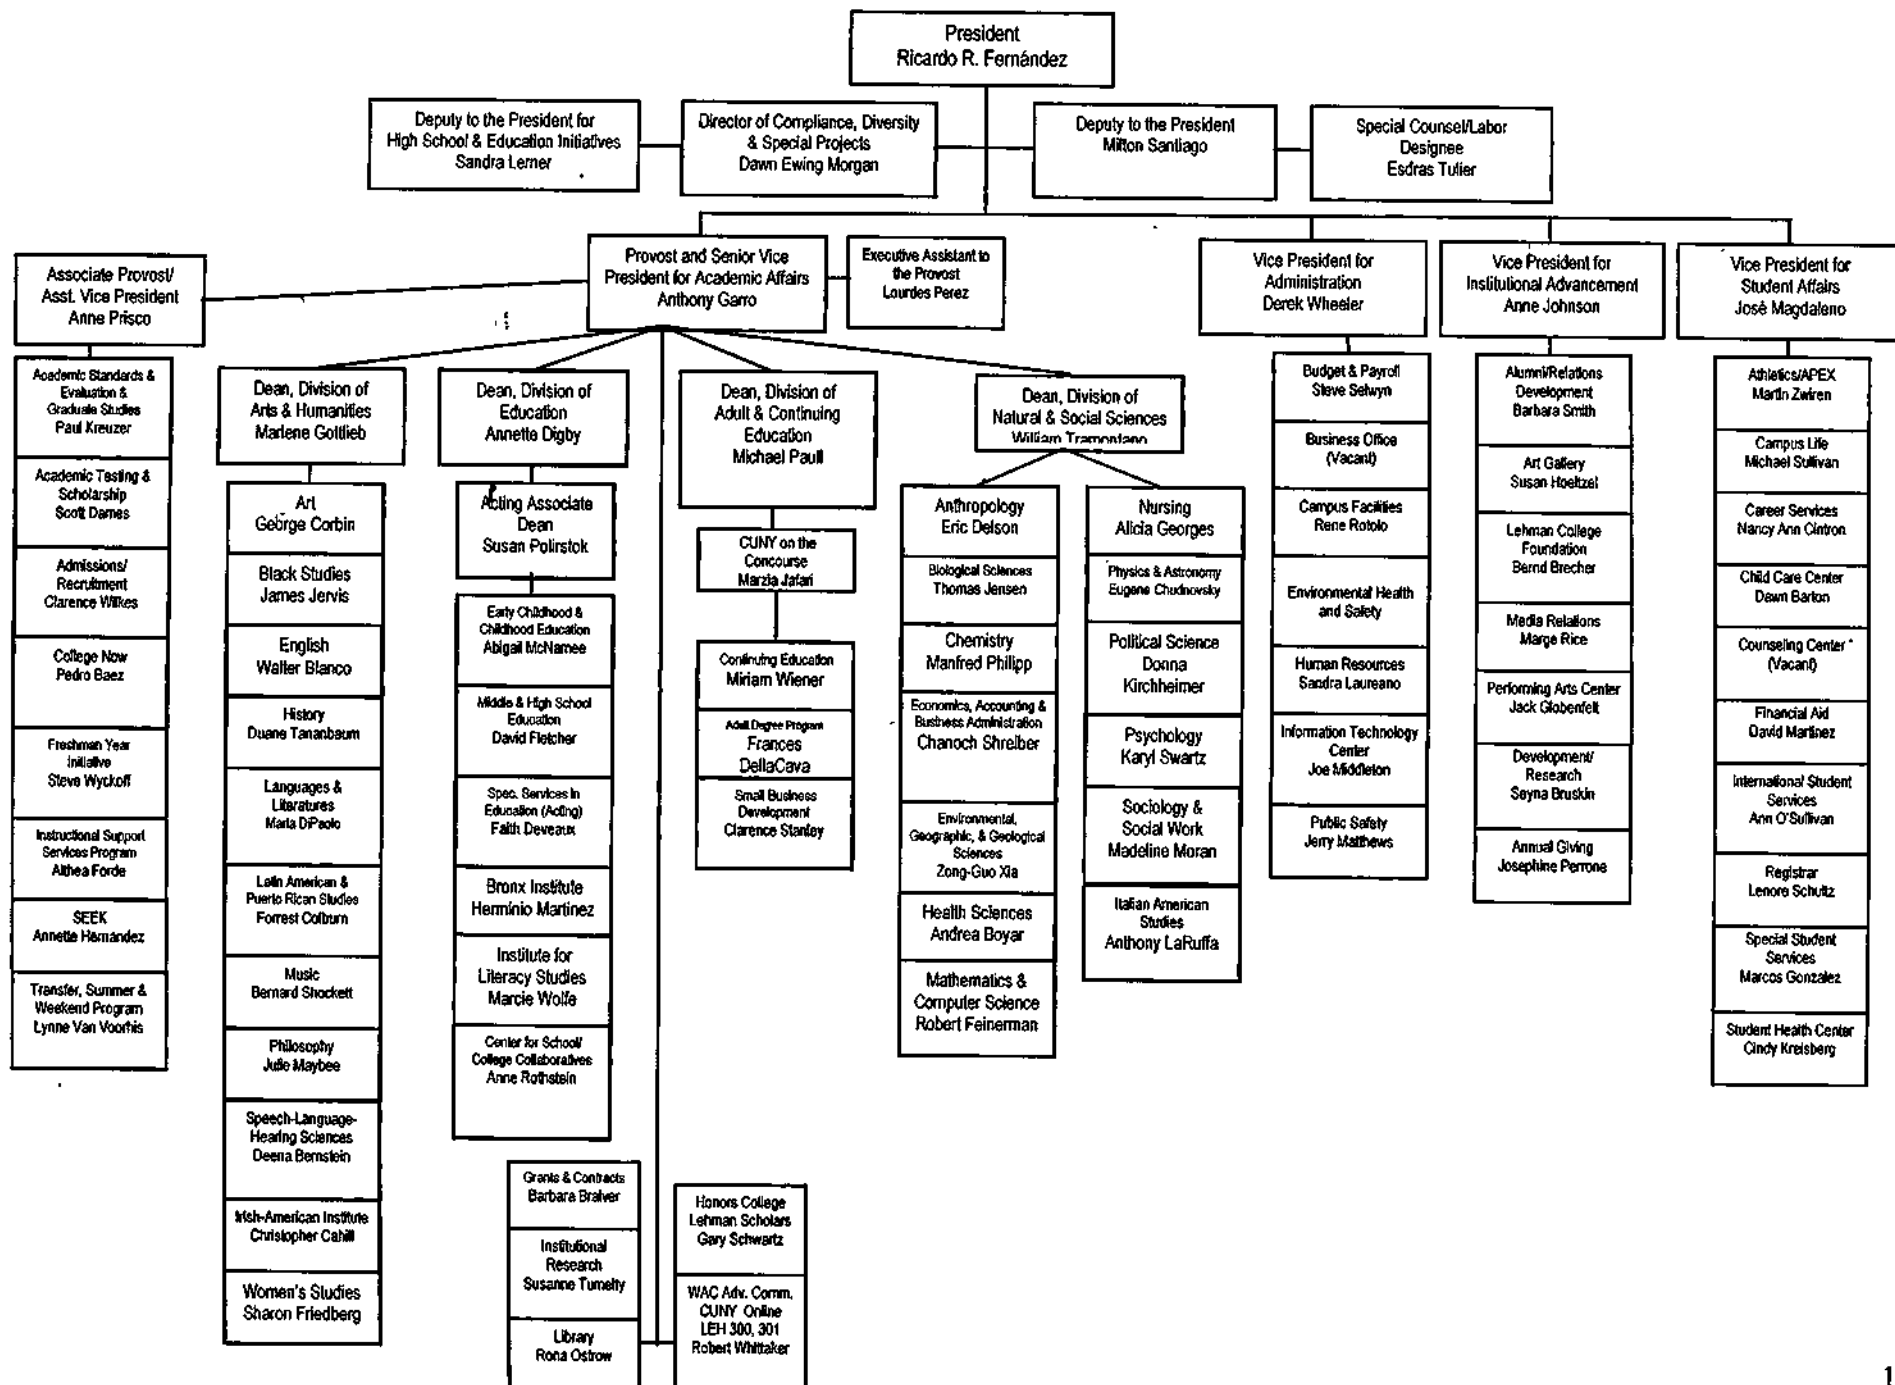 President
Ricardo R. Fernández
Deputy to the President for
High School & Education Initiatives
Sandra Lerner
Director of Compliance, Diversity
& Special Projects
Dawn Ewing Morgan
Deputy to the President
Milton Santiago
Special Counsel/Labor
Designee
Esdras Tulier
Associate Provost/
Asst. Vice President
Anne Prisco
Provost and Senior Vice
President for Academic Affairs
Anthony Garro
Executive Assistant to
the Provost
Lourdes Perez
Vice President for
Administration
Derek Wheeler
Vice President for
Institutional Advancement
Anne Johnson
Vice President for
Student Affairs
José Magdaleno
Academic Standards &
Evaluation &
Graduate Studies
Paul Kreuzer
Academic Testing &
Scholarship
Scott Dames
Admissions/
Recruitment
Clarence Wilkes
College Now
Pedro Baez
Freshman Year
Initiative
Steve Wyckoff
Instructional Support
Services Program
Althea Forde
SEEK
Annette Hernandez
Transfer, Summer &
Weekend Program
Lynne Van Voorhis
Dean, Division of
Arts & Humanities
Marlene Gottlieb
Art
George Corbin
Black Studies
James Jervis
English
Walter Blanco
History
Duane Tananbaum
Languages &
Literatures
Maria DiPaolo
Latin American &
Puerto Rican Studies
Forrest Colburn
Music
Bernard Shockett
Philosophy
Julie Maybee
Speech-Language-
Hearing Sciences
Deena Bernstein
Irish-American Institute
Christopher Cahill
Women's Studies
Sharon Friedberg
Dean, Division of
Education
Annette Digby
Acting Associate
Dean
Susan Polirstok
Early Childhood &
Childhood Education
Abigail McNamee
Middle & High School
Education
David Fletcher
Spec. Services in
Education (Acting)
Faith Deveaux
Bronx Institute
Herminio Martinez
Institute for
Literacy Studies
Marcie Wolfe
Center for School/
College Collaboratives
Anne Rothstein
Grants & Contracts
Barbara Bralver
Institutional
Research
Susanne Tumelty
Library
Rona Ostrow
Honors College
Lehman Scholars
Gary Schwartz
WAC Adv. Comm.
CUNY Online
LEH 300, 301
Robert Whittaker
Dean, Division of
Adult & Continuing
Education
Michael Paull
CUNY on the
Concourse
Marzia Jafari
Continuing Education
Miriam Wiener
Adult Degree Program
Frances
DellaCava
Small Business
Development
Clarence Stanley
Dean, Division of
Natural & Social Sciences
William Tramontano
Anthropology
Eric Delson
Biological Sciences
Thomas Jensen
Chemistry
Manfred Philipp
Economics, Accounting &
Business Administration
Chanoch Shreiber
Environmental,
Geographic, & Geological
Sciences
Zong-Guo Xia
Health Sciences
Andrea Boyar
Mathematics &
Computer Science
Robert Feinerman
Nursing
Alicia Georges
Physics & Astronomy
Eugene Chudnovsky
Political Science
Donna
Kirchheimer
Psychology
Karyl Swartz
Sociology &
Social Work
Madeline Moran
Italian American
Studies
Anthony LaRuffa
Budget & Payroll
Steve Selwyn
Business Office
(Vacant)
Campus Facilities
Rene Rotolo
Environmental Health
and Safety
Human Resources
Sandra Laureano
Information Technology
Center
Joe Middleton
Public Safety
Jerry Matthews
Alumni/Relations
Development
Barbara Smith
Art Gallery
Susan Hoeltzel
Lehman College
Foundation
Bernd Brecher
Media Relations
Marge Rice
Performing Arts Center
Jack Globenfelt
Development/
Research
Seyna Bruskin
Annual Giving
Josephine Perrone
Athletics/APEX
Martin Zwiren
Campus Life
Michael Sullivan
Career Services
Nancy Ann Cintron
Child Care Center
Dawn Barton
Counseling Center *
(Vacant)
Financial Aid
David Martinez
International Student
Services
Ann O'Sullivan
Registrar
Lenore Schultz
Special Student
Services
Marcos Gonzalez
Student Health Center
Cindy Kreisberg
1